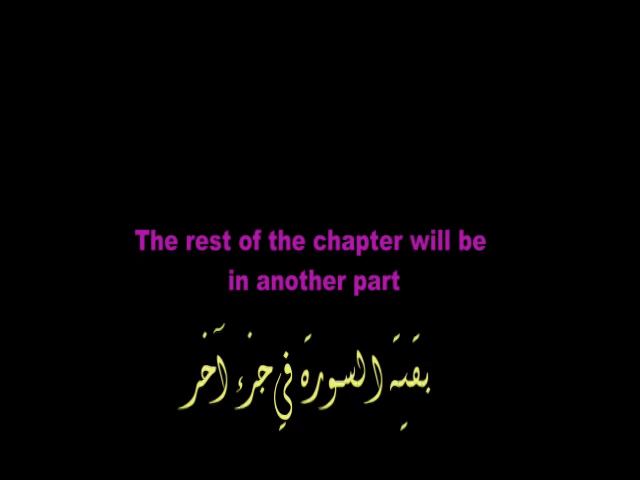 The rest of the chapter will be
in another part
بقية السورة في جزء آخر